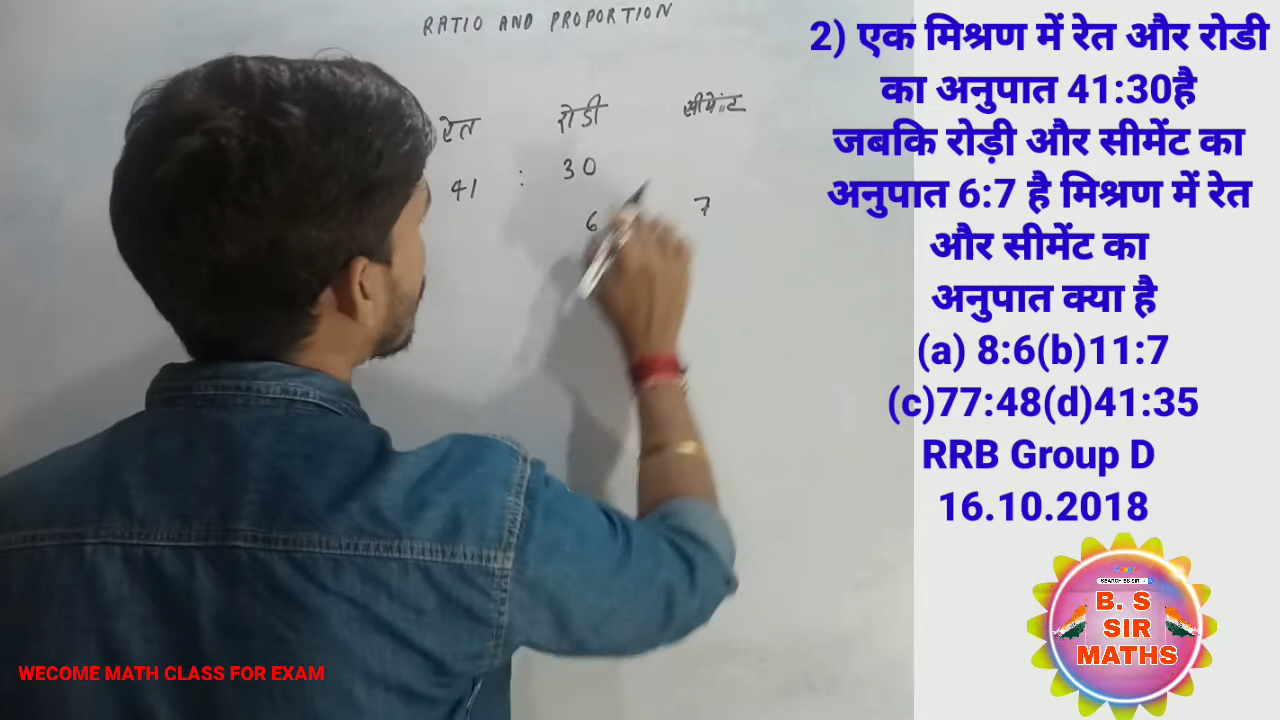 RATIO AND PROPORTION
रेत रोडी सीमेंट
41 : 30
6 7
2) एक मिश्रण में रेत और रोडी
का अनुपात 41:30है
जबकि रोड़ी और सीमेंट का
अनुपात 6:7 है मिश्रण में रेत
और सीमेंट का
अनुपात क्या है
(a) 8:6(b)11:7
(c)77:48(d)41:35
RRB Group D
16.10.2018
B. S
SIR
MATHS
WECOME MATH CLASS FOR EXAM